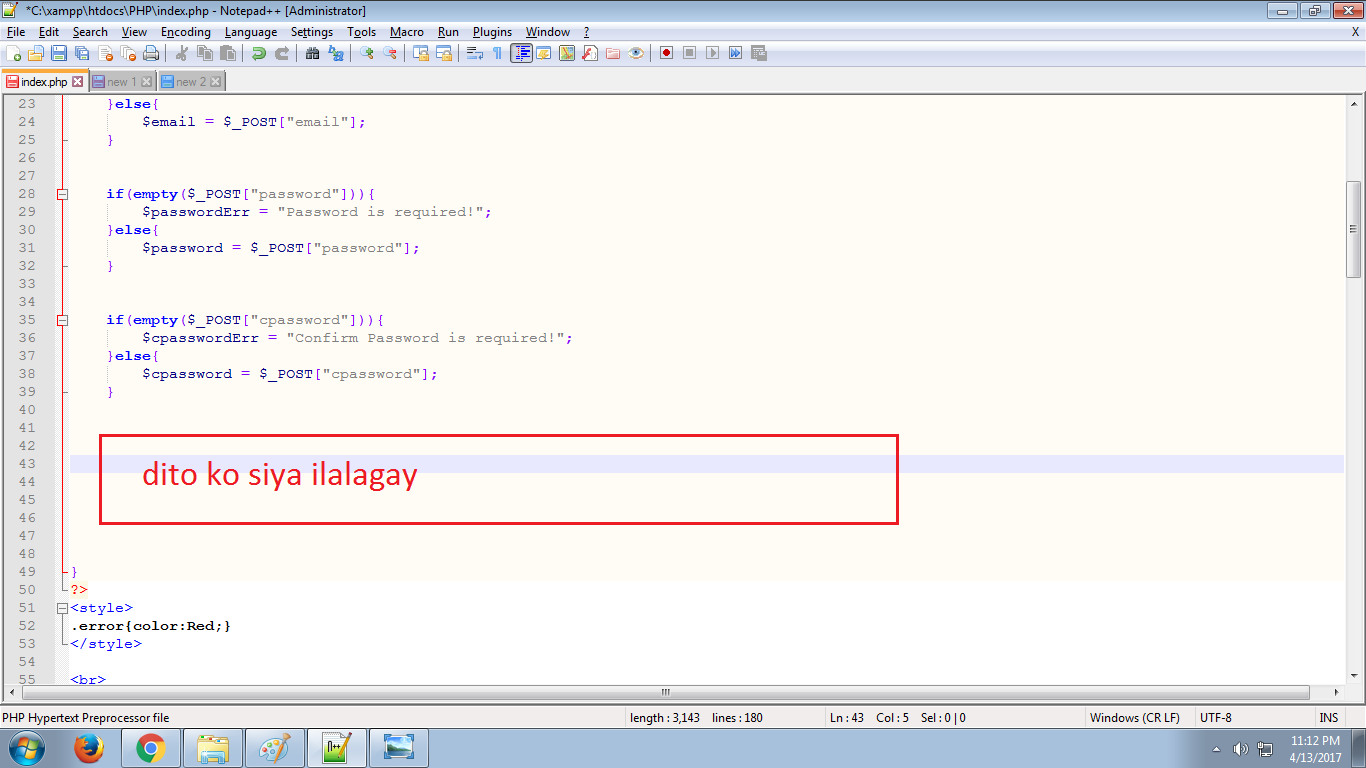 *C:\xampp\htdocs\PHP\index.php - Notepad++ [Administrator]
File Edit Search View Encoding Language Settings Tools Macro Run Plugins Window ? X
index.php new 1 new 2
23 }else{
24 $email = $_POST["email"];
25 }
26
27
28 if(empty($_POST["password"])){
29 $passwordErr = "Password is required!";
30 }else{
31 $password = $_POST["password"];
32 }
33
34
35 if(empty($_POST["cpassword"])){
36 $cpasswordErr = "Confirm Password is required!";
37 }else{
38 $cpassword = $_POST["cpassword"];
39 }
40
41
42
43
dito ko siya ilalagay
44
45
46
47
48
49 }
50 ?>
51 <style>
52 .error{color:Red;}
53 </style>
54
55 <br>
PHP Hypertext Preprocessor file length : 3,143 lines : 180 Ln : 43 Col : 5 Sel : 0 | 0 Windows (CR LF) UTF-8 INS
11:12 PM
4/13/2017